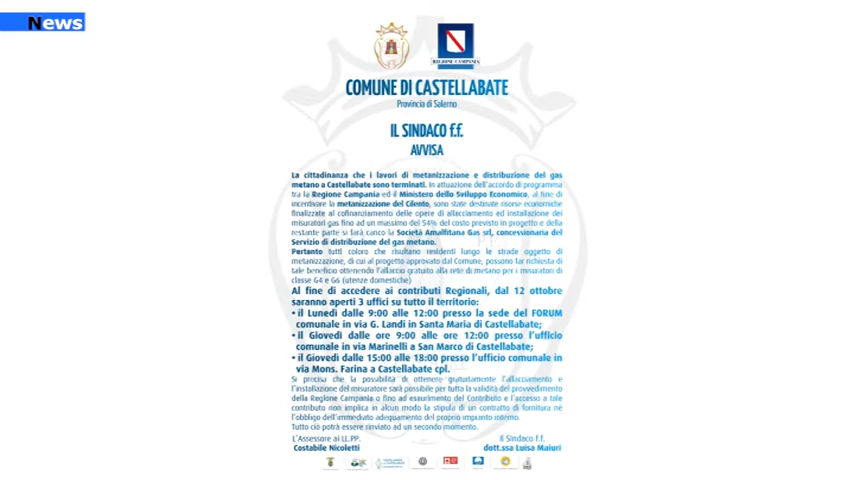 News
REGIONE CAMPANIA
COMUNE DI CASTELLABATE
Provincia di Salerno
IL SINDACO f.f.
AVVISA
La cittadinanza che i lavori di metanizzazione e distribuzione del gas
metano a Castellabate sono terminati. In attuazione dell'accordo di programma
tra la Regione Campania ed il Ministero dello Sviluppo Economico, al fine di
incentivare la metanizzazione del Cilento, sono state destinate risorse economiche
finalizzate al cofinanziamento delle opere di allacciamento ed installazione dei
misuratori gas fino ad un massimo del 54% del costo previsto in progetto e della
restante parte si farà carico la Società Amalfitana Gas srl, concessionaria del
Servizio di distribuzione del gas metano.
Pertanto tutti coloro che risultano residenti lungo le strade oggetto di
metanizzazione, di cui al progetto approvato dal Comune, possono far richiesta di
tale beneficio ottenendo l'allaccio gratuito alla rete di metano per i misuratori di
classe G4 e G6 (utenze domestiche)
Al fine di accedere ai contributi Regionali, dal 12 ottobre
saranno aperti 3 uffici su tutto il territorio:
• il Lunedì dalle 9:00 alle 12:00 presso la sede del FORUM
comunale in via G. Landi in Santa Maria di Castellabate;
• il Giovedì dalle ore 9:00 alle ore 12:00 presso l'ufficio
comunale in via Marinelli a San Marco di Castellabate;
• il Giovedì dalle 15:00 alle 18:00 presso l'ufficio comunale in
via Mons. Farina a Castellabate cpl.
Si precisa che la possibilità di ottenere gratuitamente l'allacciamento e
l'installazione del misuratore sarà possibile per tutta la validità del provvedimento
della Regione Campania o fino ad esaurimento del Contributo e l'accesso a tale
contributo non implica in alcun modo la stipula di un contratto di fornitura né
l'obbligo dell'immediato adeguamento del proprio impianto interno.
Tutto ciò potrà essere rinviato ad un secondo momento.
L'Assessore ai LL.PP.
Costabile Nicoletti
Il Sindaco f.f.
dott.ssa Luisa Maiuri